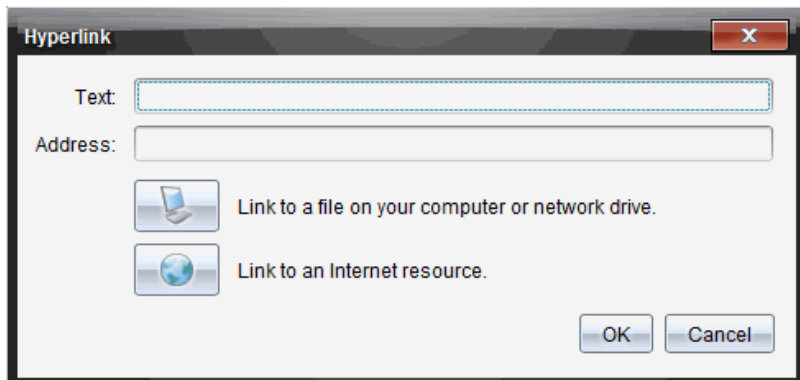 Hyperlink
Text:
Address:
Link to a file on your computer or network drive.
Link to an Internet resource.
OK Cancel